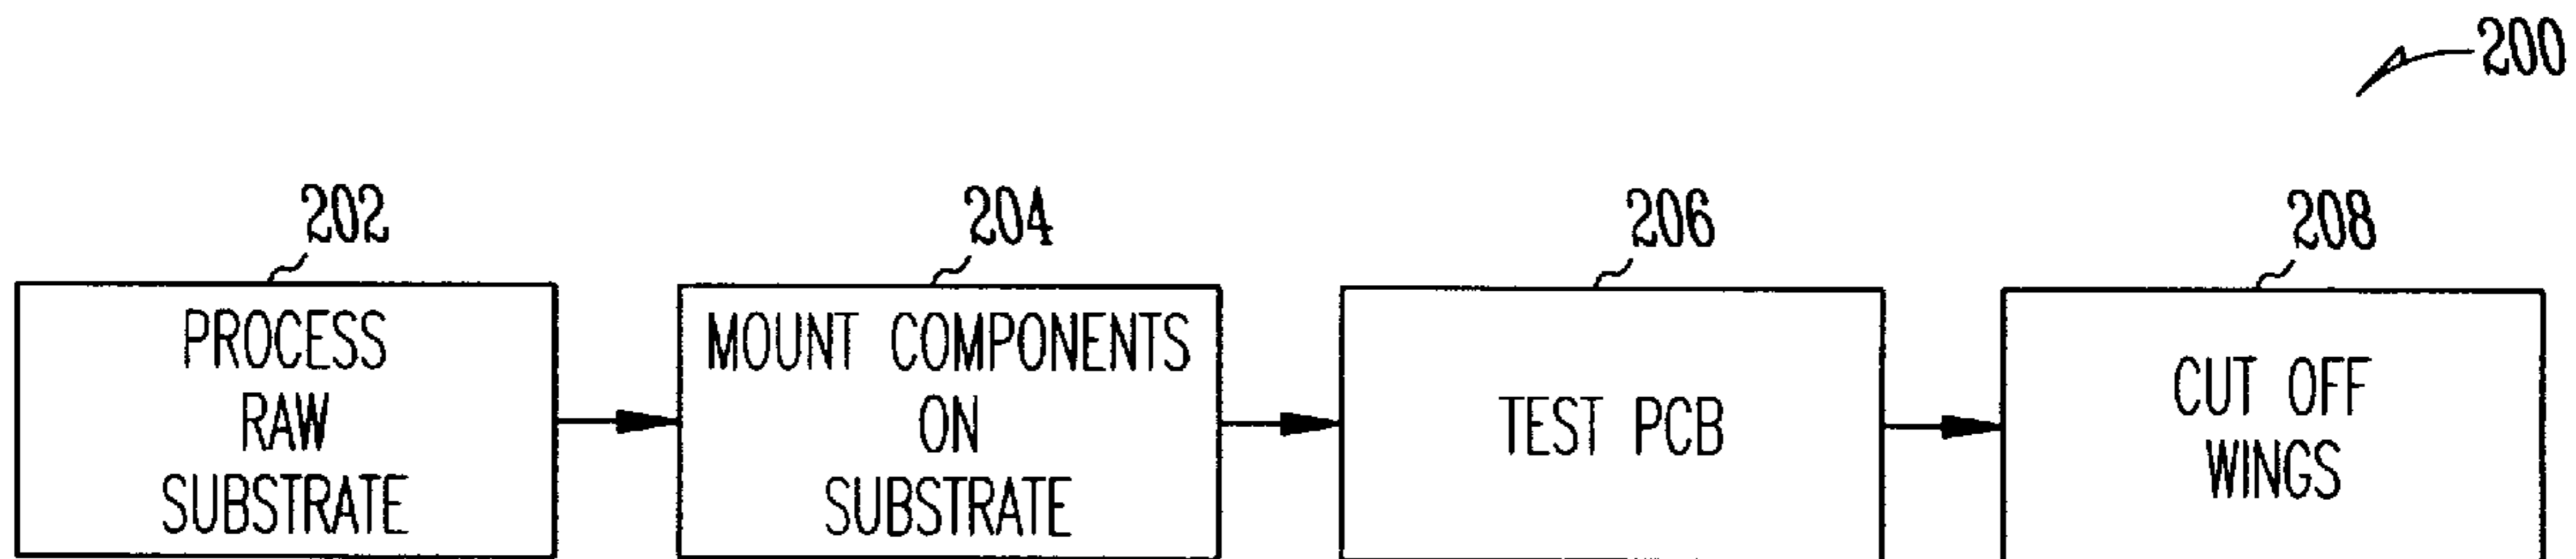 200
202
204
206
208
PROCESS
RAW
SUBSTRATE
MOUNT COMPONENTS
ON
SUBSTRATE
TEST PCB
CUT OFF
WINGS